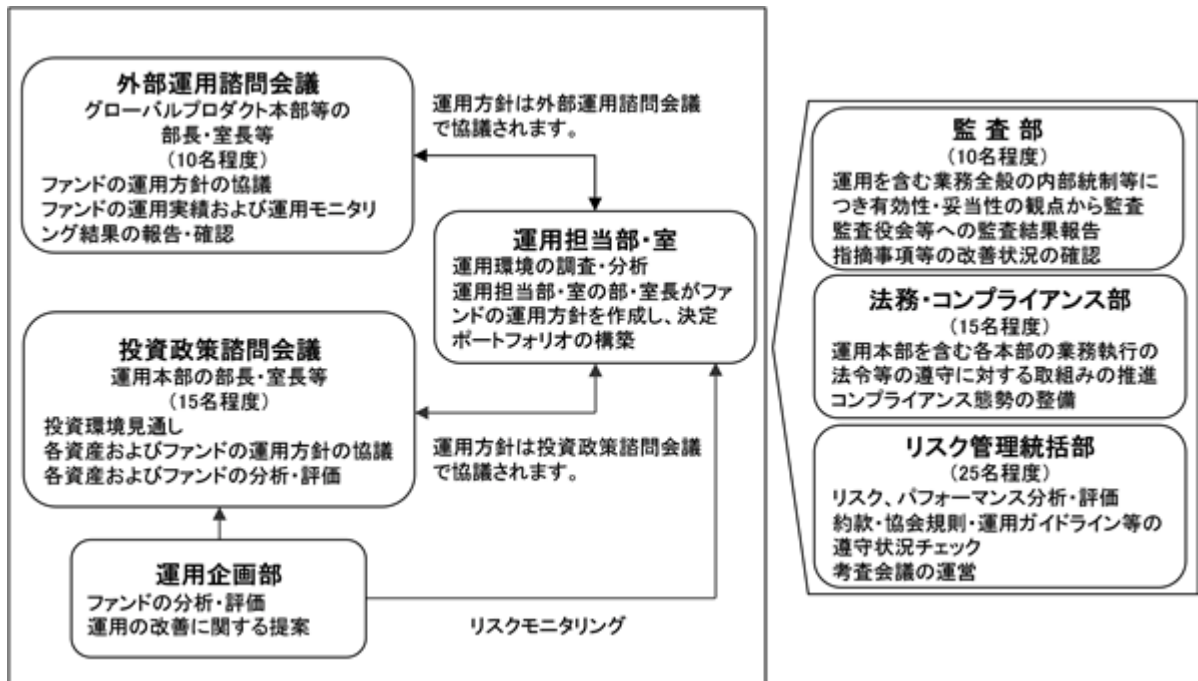 外部運用諮問会議
グローバルプロダクト本部等の
部長・室長等
(10名程度)
ファンドの運用方針の協議
ファンドの運用実績および運用モニタリ
ング結果の報告・確認
運用方針は外部運用諮問会議
で協議されます。
運用担当部・室
運用環境の調査・分析
運用担当部・室の部・室長がファ
ンドの運用方針を作成し、決定
ポートフォリオの構築
投資政策諮問会議
運用本部の部長・室長等
(15名程度)
投資環境見通し
各資産およびファンドの運用方針の協議
各資産およびファンドの分析・評価
運用方針は投資政策諮問会議
で協議されます。
運用企画部
ファンドの分析・評価
運用の改善に関する提案
リスクモニタリング
監査部
(10名程度)
運用を含む業務全般の内部統制等に
つき有効性・妥当性の観点から監査
監査役会等への監査結果報告
指摘事項等の改善状況の確認
法務・コンプライアンス部
(15名程度)
運用本部を含む各本部の業務執行の
法令等の遵守に対する取組みの推進
コンプライアンス態勢の整備
リスク管理統括部
(25名程度)
リスク、パフォーマンス分析・評価
約款・協会規則・運用ガイドライン等の
遵守状況チェック
考査会議の運営